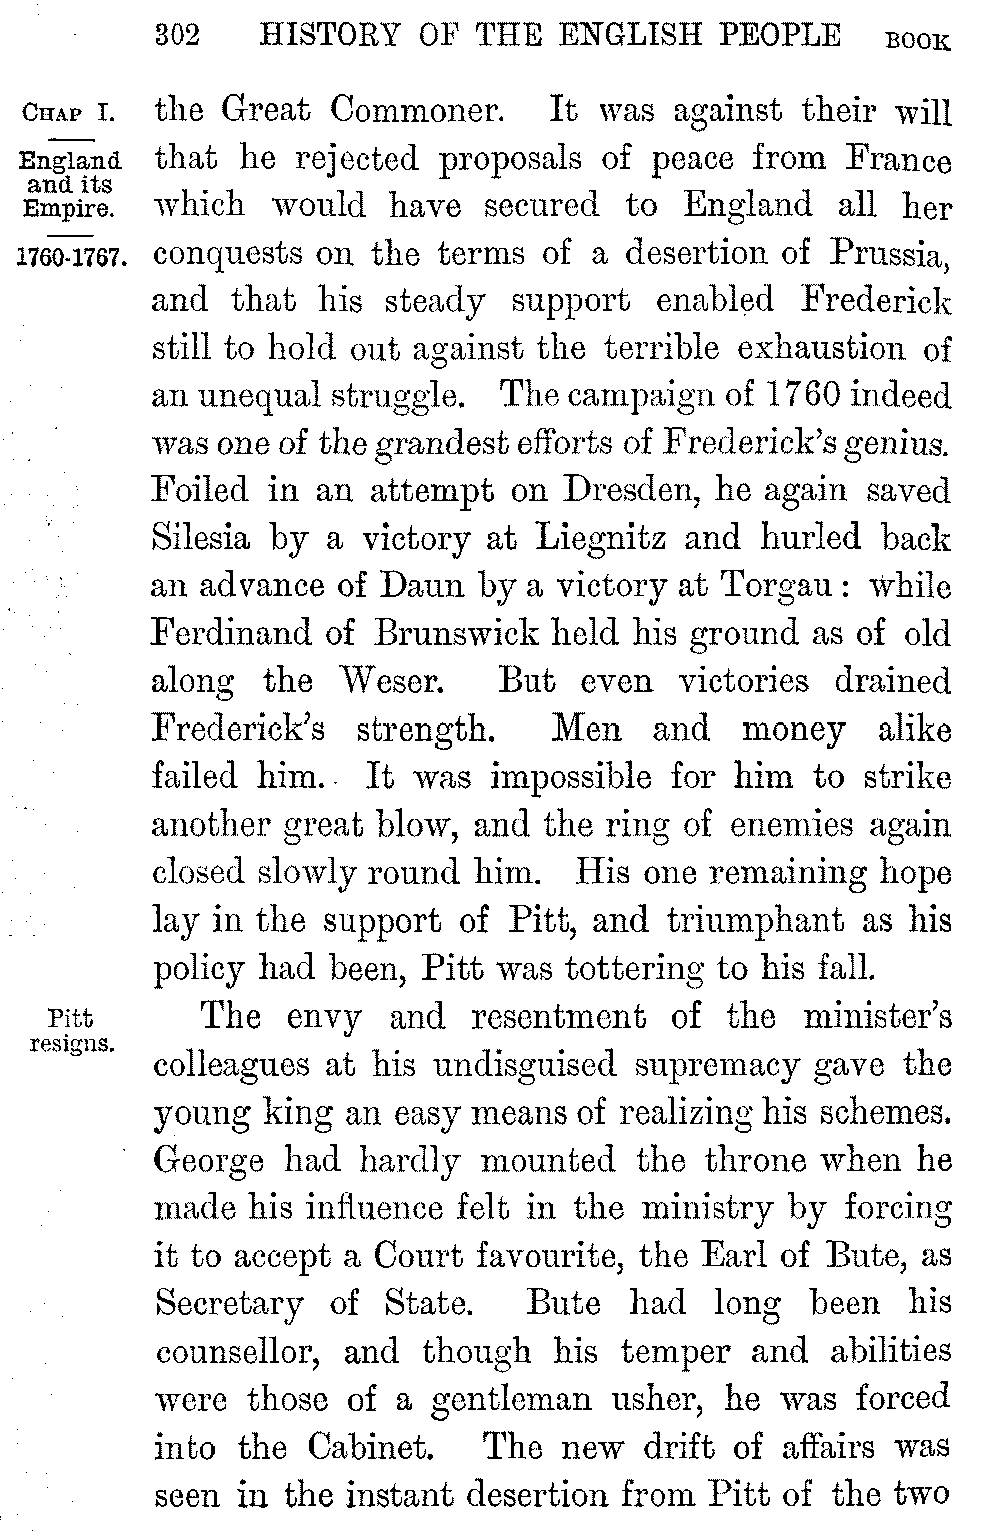 302 HISTORY OF THE ENGLISH PEOPLE BOOK
CHAP I.
England
and its
Empire.
1760-1767.
the Great Commoner. It was against their will
that he rejected proposals of peace from France
which would have secured to England all her
conquests on the terms of a desertion of Prussia,
and that his steady support enabled Frederick
still to hold out against the terrible exhaustion of
an unequal struggle. The campaign of 1760 indeed
was one of the grandest efforts of Frederick's genius.
Foiled in an attempt on Dresden, he again saved
Silesia by a victory at Liegnitz and hurled back
an advance of Daun by a victory at Torgau: while
Ferdinand of Brunswick held his ground as of old
along the Weser. But even victories drained
Frederick's strength. Men and money alike
failed him. It was impossible for him to strike
another great blow, and the ring of enemies again
closed slowly round him. His one remaining hope
lay in the support of Pitt, and triumphant as his
policy had been, Pitt was tottering to his fall.
Pitt
resigns.
The envy and resentment of the minister's
colleagues at his undisguised supremacy gave the
young king an easy means of realizing his schemes.
George had hardly mounted the throne when he
made his influence felt in the ministry by forcing
it to accept a Court favourite, the Earl of Bute, as
Secretary of State. Bute had long been his
counsellor, and though his temper and abilities
were those of a gentleman usher, he was forced
into the Cabinet. The new drift of affairs was
seen in the instant desertion from Pitt of the two